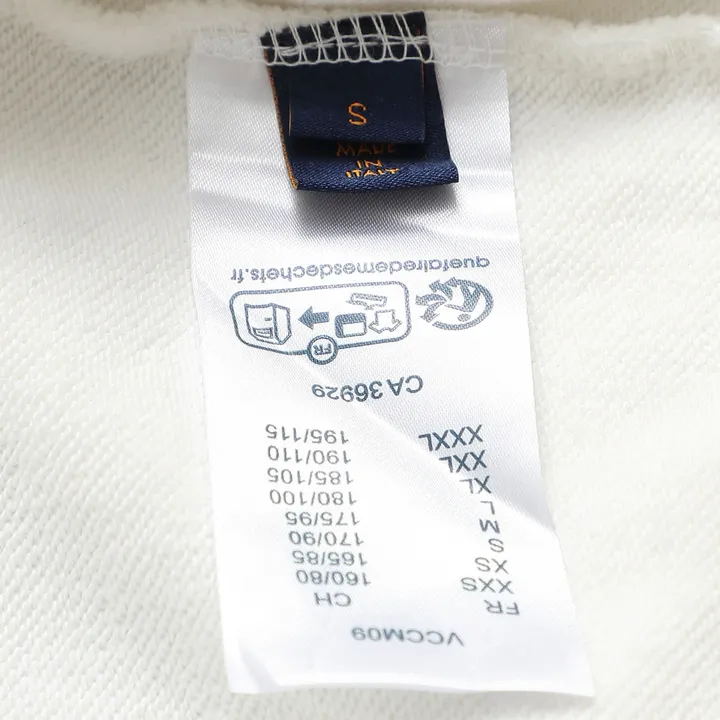 S
MADE
IN
ITALY
VCCM09
FR CH
XXS 160/80
XS 165/85
S 170/90
M 175/95
L 180/100
XL 185/105
XXL 190/110
XXXL 195/115
CA 36929
FR
quefairedemesdechets.fr